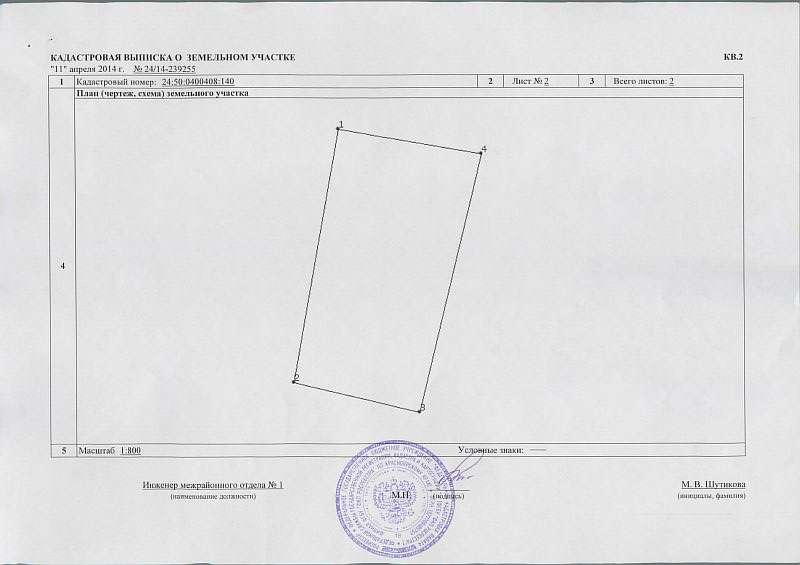 КАДАСТРОВАЯ ВЫПИСКА О ЗЕМЕЛЬНОМ УЧАСТКЕ
КВ.2
"11" апреля 2014 г. № 24/14-239255
1 Кадастровый номер: 24:50:0400408:140 2 Лист № 2 3 Всего листов: 2
План (чертеж, схема) земельного участка
1
4
4
2
3
5 Масштаб 1:800 Условные знаки:
Инженер межрайонного отдела № 1
М. В. Шутикова
(наименование должности)
М.П.
(подпись)
(инициалы, фамилия)